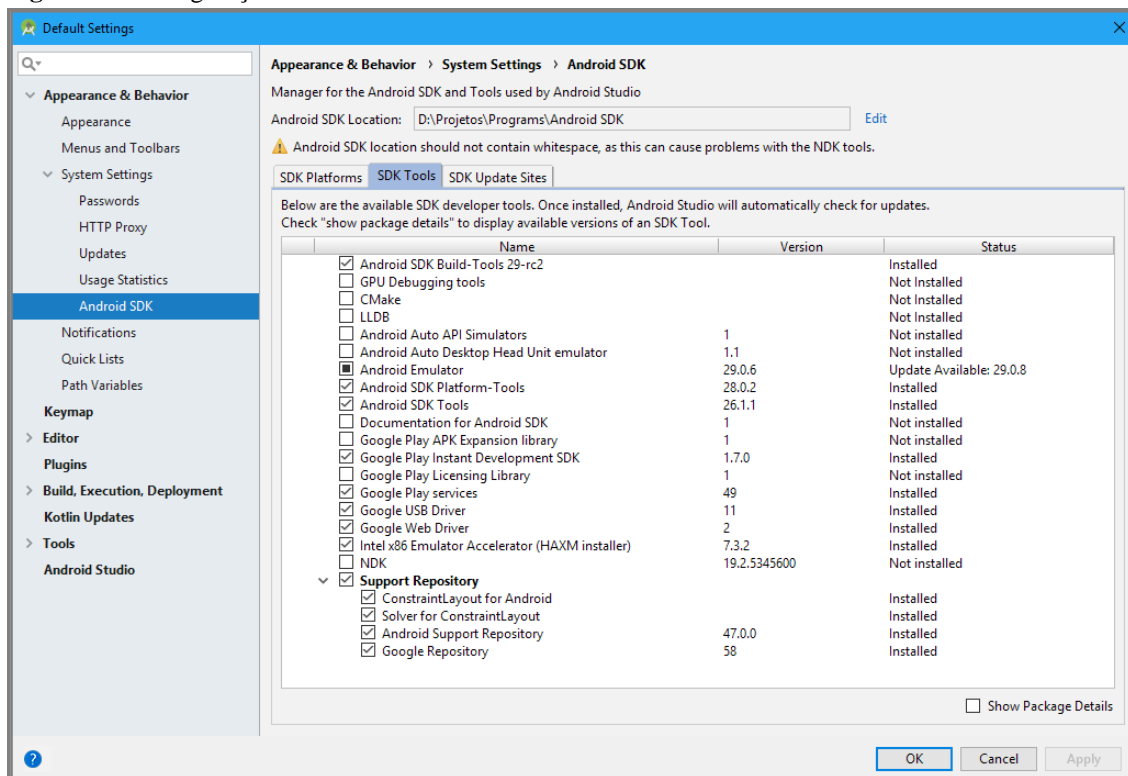 Default Settings
Appearance & Behavior
Appearance
Menus and Toolbars
System Settings
Passwords
HTTP Proxy
Updates
Usage Statistics
Android SDK
Notifications
Quick Lists
Path Variables
Keymap
Editor
Plugins
Build, Execution, Deployment
Kotlin Updates
Tools
Android Studio
Appearance & Behavior > System Settings > Android SDK
Manager for the Android SDK and Tools used by Android Studio
Android SDK Location: D:\Projetos\Programs\Android SDK Edit
Android SDK location should not contain whitespace, as this can cause problems with the NDK tools.
SDK Platforms SDK Tools SDK Update Sites
Below are the available SDK developer tools. Once installed, Android Studio will automatically check for updates.
Check "show package details" to display available versions of an SDK Tool.
Name Version Status
Android SDK Build-Tools 29-rc2 Installed
GPU Debugging tools Not Installed
CMake Not Installed
LLDB Not Installed
Android Auto API Simulators 1 Not installed
Android Auto Desktop Head Unit emulator 1.1 Not installed
Android Emulator 29.0.6 Update Available: 29.0.8
Android SDK Platform-Tools 28.0.2 Installed
Android SDK Tools 26.1.1 Installed
Documentation for Android SDK 1 Not installed
Google Play APK Expansion library 1 Not installed
Google Play Instant Development SDK 1.7.0 Installed
Google Play Licensing Library 1 Not installed
Google Play services 49 Installed
Google USB Driver 11 Installed
Google Web Driver 2 Installed
Intel x86 Emulator Accelerator (HAXM installer) 7.3.2 Installed
NDK 19.2.5345600 Not installed
Support Repository
ConstraintLayout for Android Installed
Solver for ConstraintLayout Installed
Android Support Repository 47.0.0 Installed
Google Repository 58 Installed
Show Package Details
OK Cancel Apply